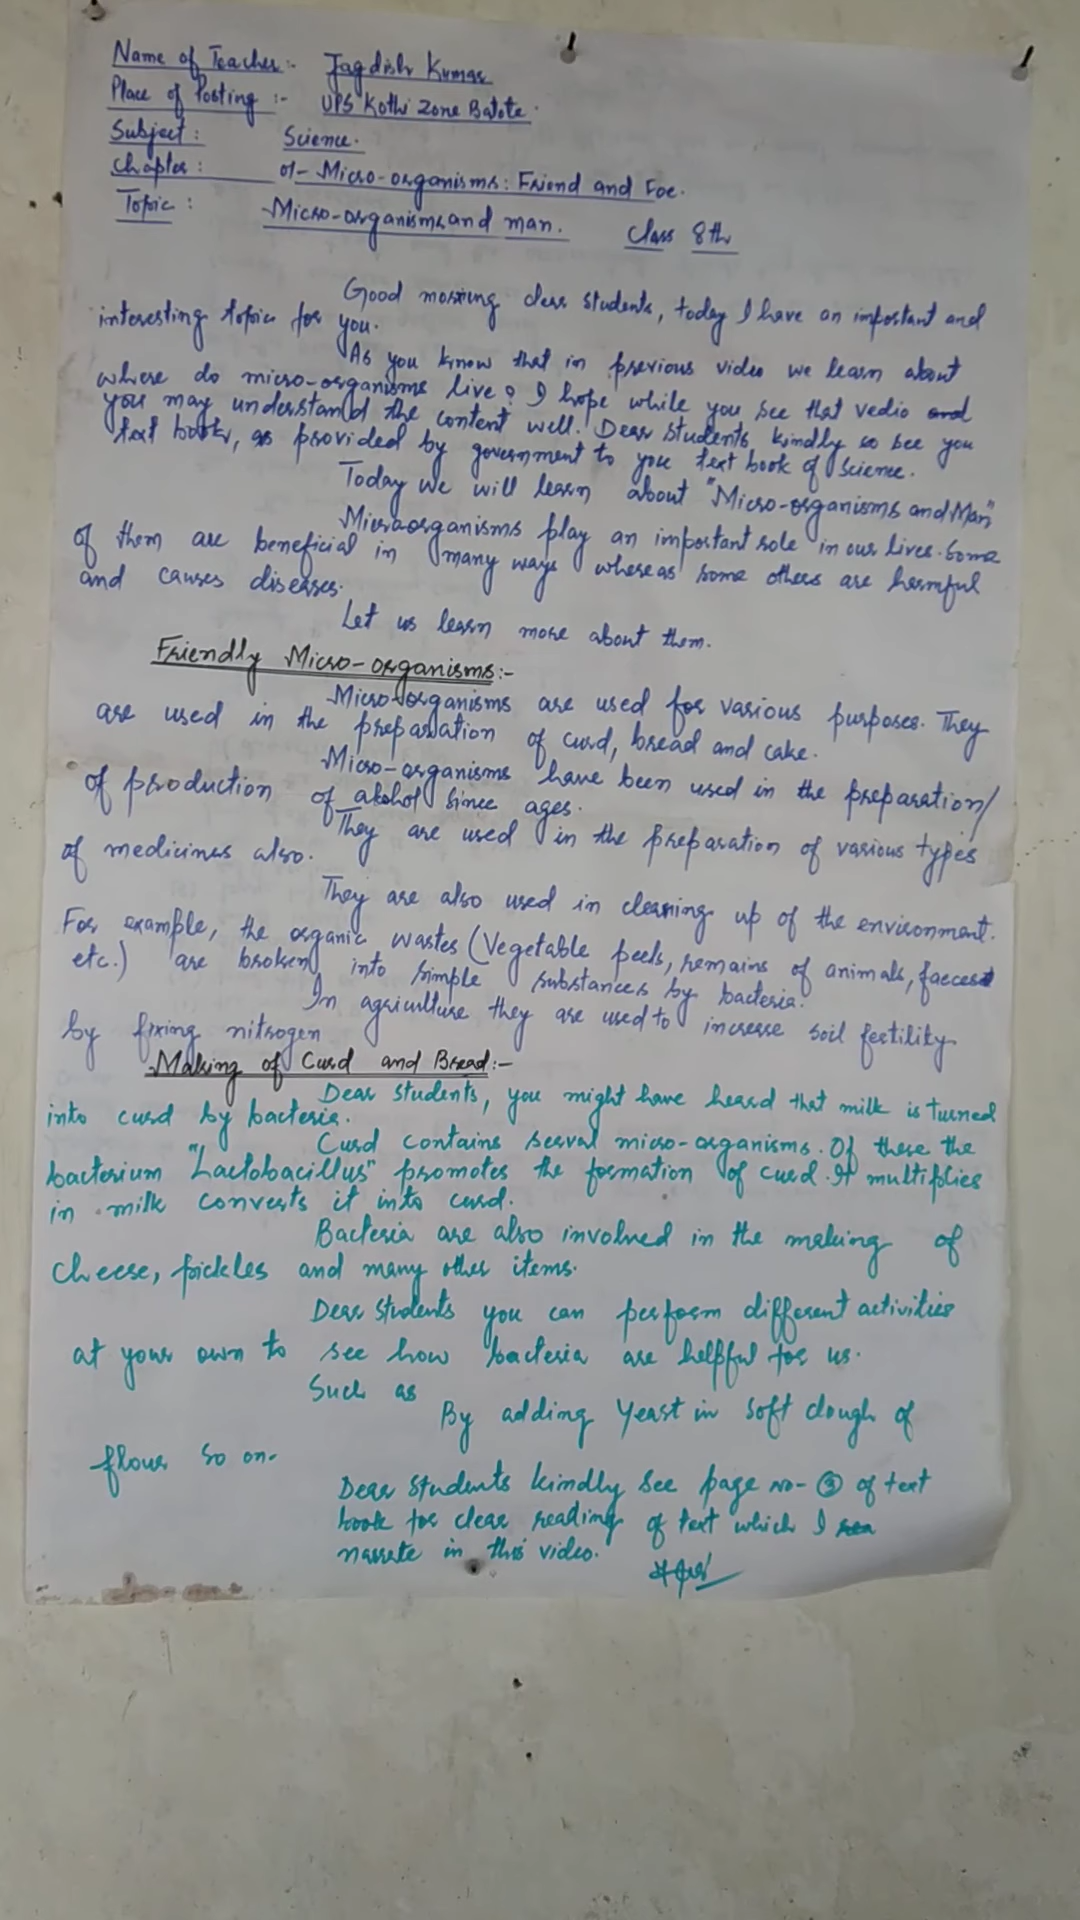 Name of Teacher:- Jagdish Kumar
Place of Posting :- UPS Kothi Zone Batote.
Subject : Science.
Chapter : 01- Micro-organisms: Friend and Foe.
Topic : Micro-organisms and man. Class 8th
Good morning dear students, today I have an important and
interesting topic for you.
As you know that in previous video we learn about
where do micro-organisms live? I hope while you see that vedio and
you may understand the content well. Dear students kindly see you
text book, as provided by government to you text book of science.
Today we will learn about "Micro-organisms and Man"
Microorganisms play an important role in our lives. Some
of them are beneficial in many ways whereas some others are harmful
and causes diseases.
Let us learn more about them.
Friendly Micro-organisms:-
Micro-organisms are used for various purposes. They
are used in the preparation of curd, bread and cake.
Micro-organisms have been used in the preparation/
of production of akohol since ages.
They are used in the preparation of various types
of medicines also.
They are also used in cleaning up of the environment.
For example, the organic wastes (Vegetable peels, remains of animals, faeces
etc.) are broken into simple substances by bacteria.
In agriculture they are used to increase soil fertility
by fixing nitrogen
Making of Curd and Bread:-
Dear students, you might have heard that milk is turned
into curd by bacteria.
Curd contains serval micro-organisms. Of these the
bacterium "Lactobacillus" promotes the formation of curd. It multiplies
in milk converts it into curd.
Bacteria are also involved in the making of
cheese, pickles and many other items.
Dear students you can perform different activities
at your own to see how bacteria are helpful for us.
Such as
By adding yeast in soft dough of
flour so on.
Dear students kindly see page no- 3 of text
book for clear reading of text which I
narrate in this video.